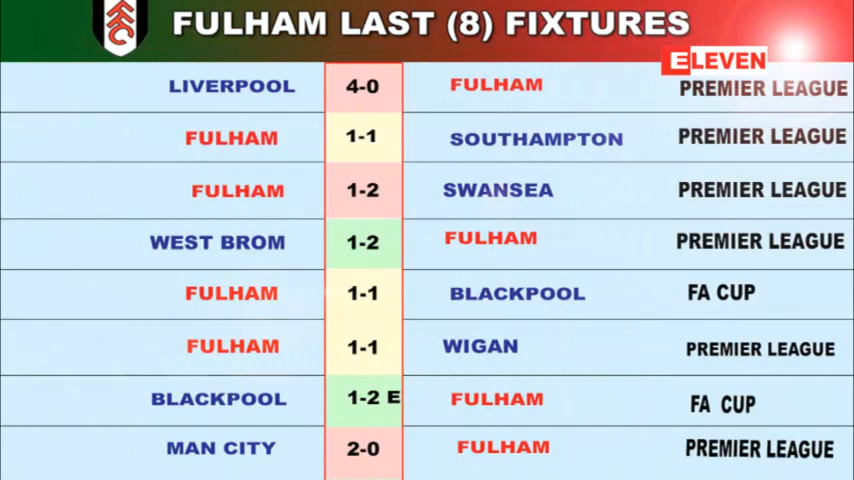 FFC
FULHAM LAST (8) FIXTURES
ELEVEN
LIVERPOOL 4-0 FULHAM PREMIER LEAGUE
FULHAM 1-1 SOUTHAMPTON PREMIER LEAGUE
FULHAM 1-2 SWANSEA PREMIER LEAGUE
WEST BROM 1-2 FULHAM PREMIER LEAGUE
FULHAM 1-1 BLACKPOOL FA CUP
FULHAM 1-1 WIGAN PREMIER LEAGUE
BLACKPOOL 1-2 E FULHAM FA CUP
MAN CITY 2-0 FULHAM PREMIER LEAGUE